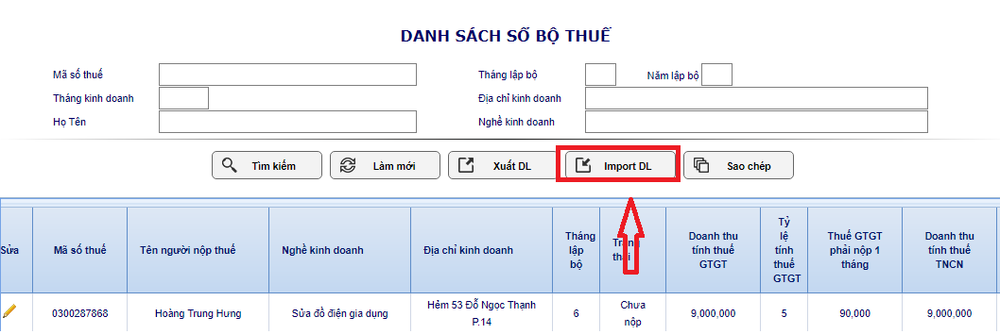 DANH SÁCH SỔ BỘ THUẾ
Mã số thuế
Tháng lập bộ
Năm lập bộ
Tháng kinh doanh
Địa chỉ kinh doanh
Họ Tên
Nghề kinh doanh
Tìm kiếm
Làm mới
Xuất DL
Import DL
Sao chép
Sửa
Mã số thuế
Tên người nộp thuế
Nghề kinh doanh
Địa chỉ kinh doanh
Tháng
lập
bộ
Trạng
thái
Doanh thu
tính thuế
GTGT
Tỷ
lệ
tính
thuế
GTGT
Thuế GTGT
phải nộp 1
tháng
Doanh thu
tính thuế
TNCN
0300287868
Hoàng Trung Hưng
Sửa đồ điện gia dụng
Hẻm 53 Đỗ Ngọc Thạnh
P.14
6
Chưa
nộp
9,000,000
5
90,000
9,000,000